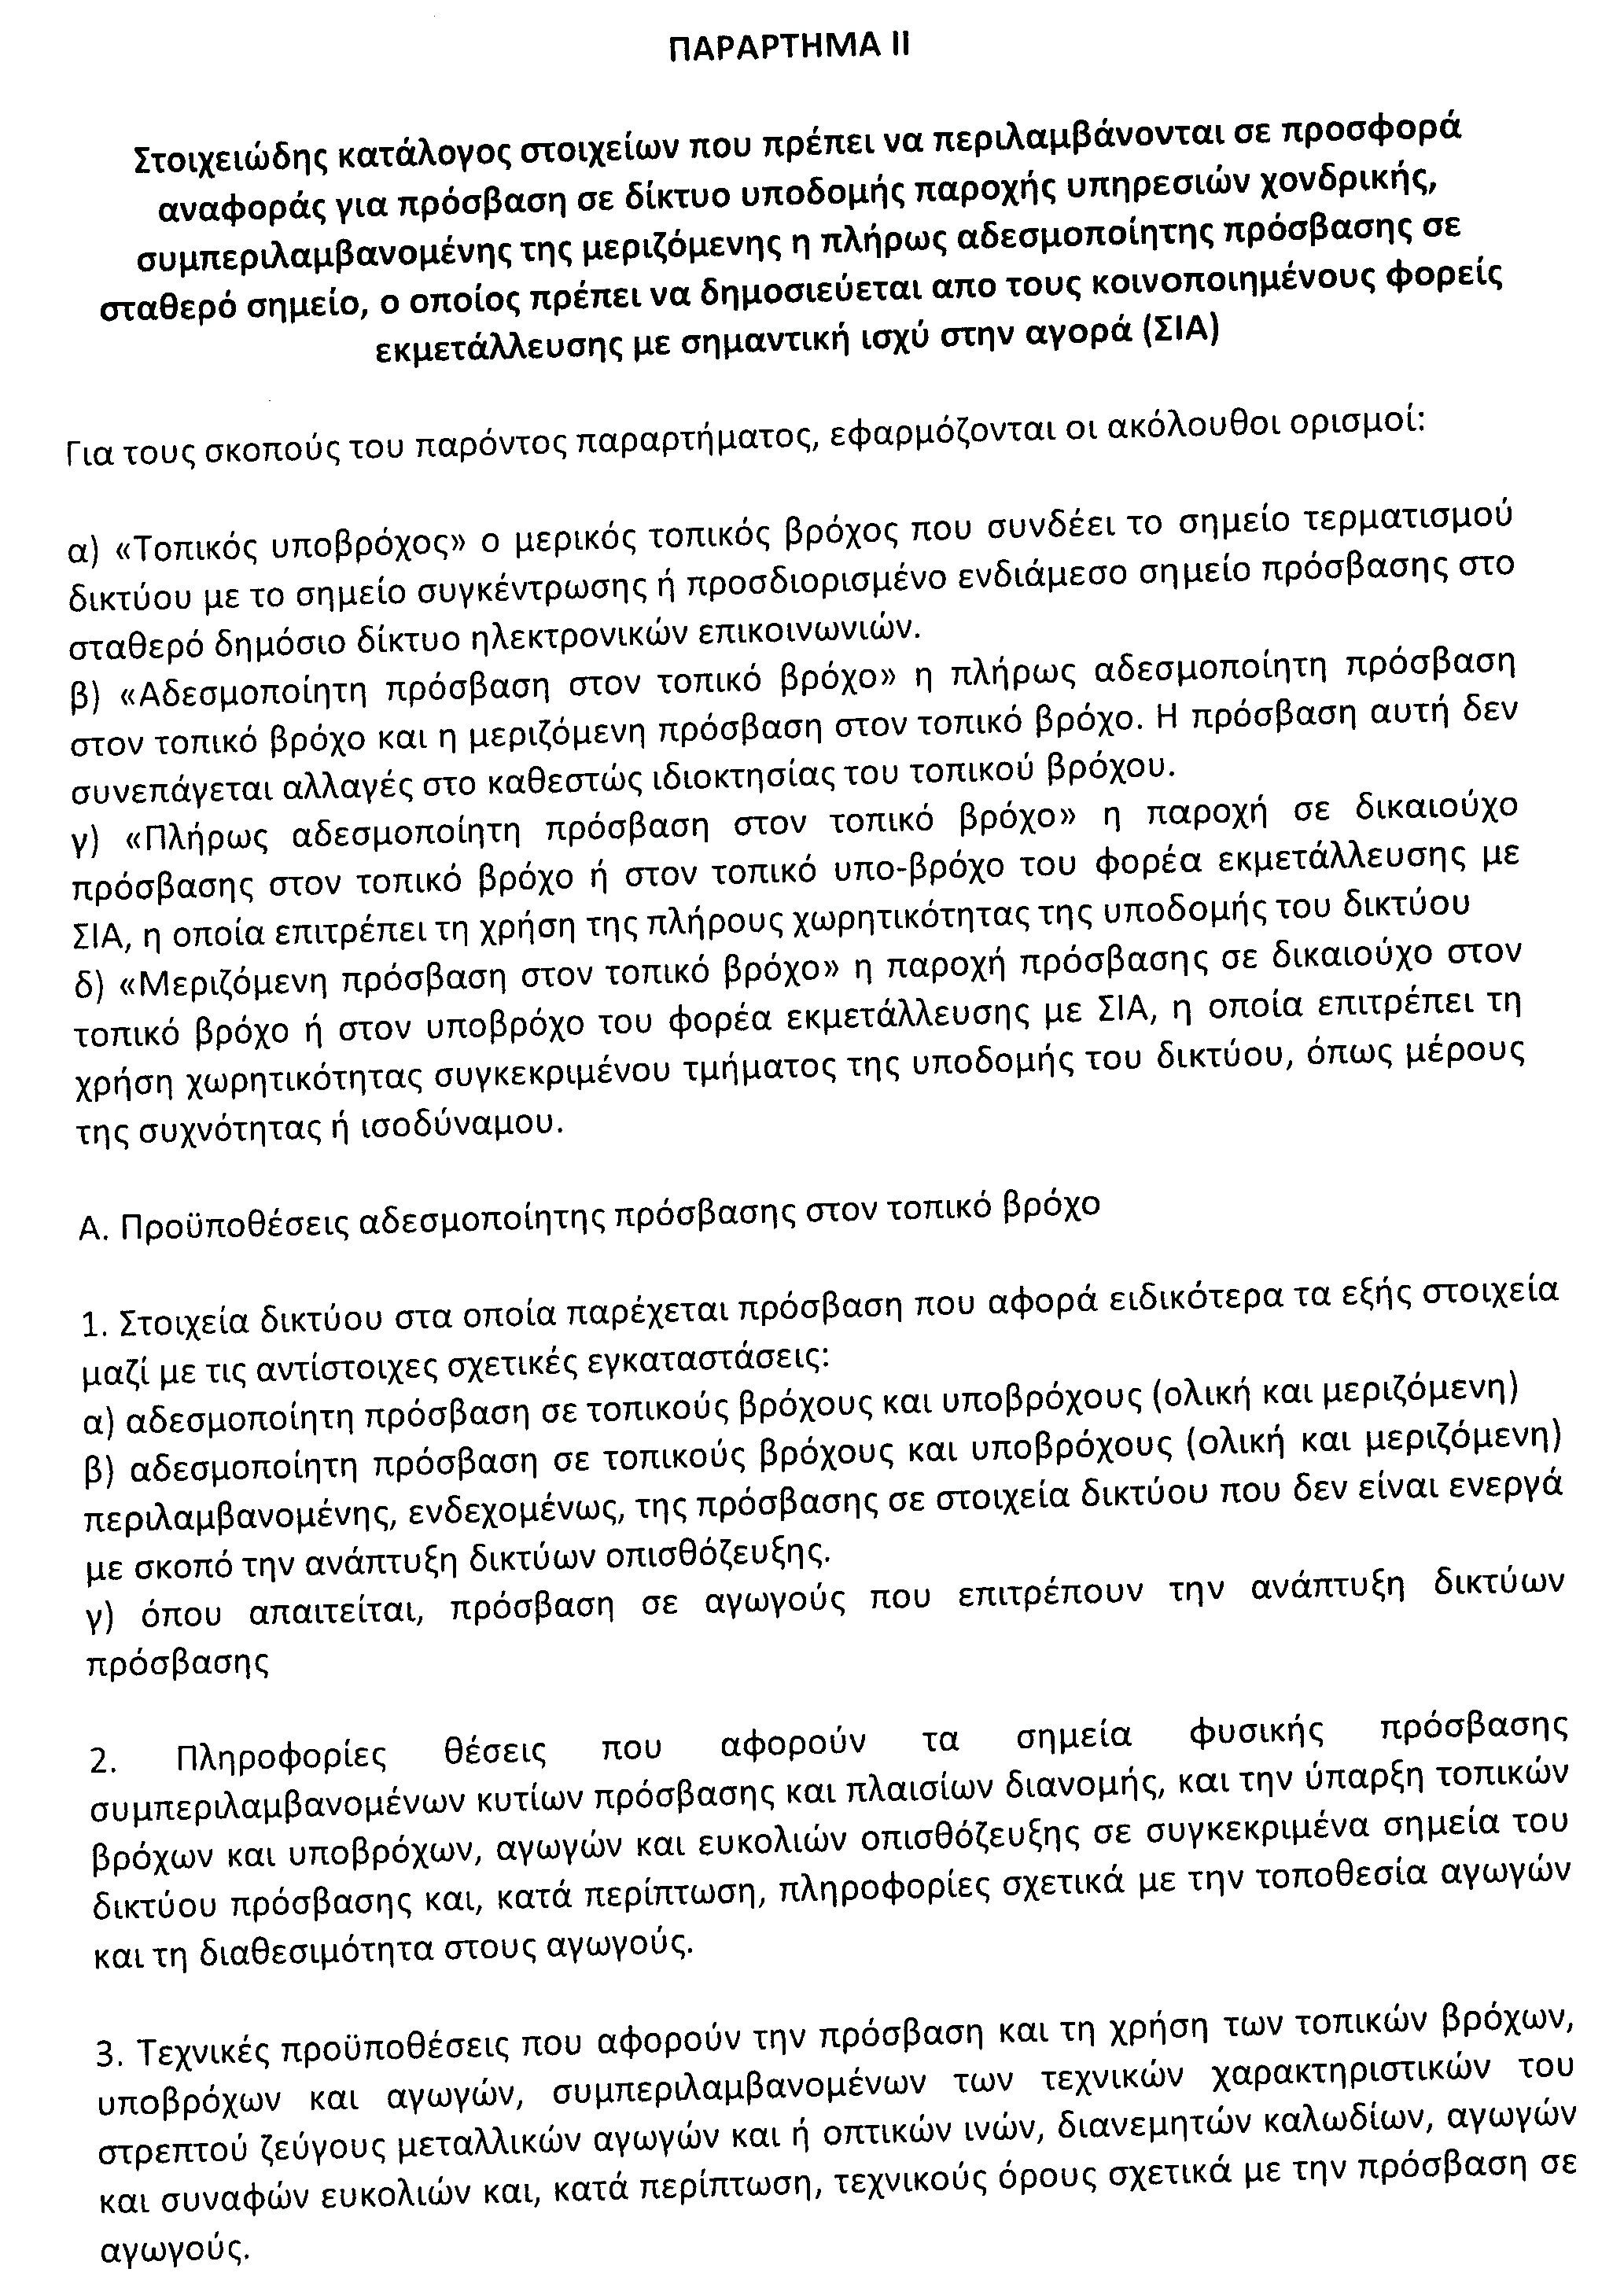 ΠΑΡΑΡΤΗΜΑ ΙΙ
Στοιχειώδης κατάλογος στοιχείων που πρέπει να περιλαμβάνονται σε προσφορά
αναφοράς για πρόσβαση σε δίκτυο υποδομής παροχής υπηρεσιών χονδρικής,
συμπεριλαμβανομένης της μεριζόμενης η πλήρως αδεσμοποίητης πρόσβασης σε
σταθερό σημείο, ο οποίος πρέπει να δημοσιεύεται απο τους κοινοποιημένους φορείς
εκμετάλλευσης με σημαντική ισχύ στην αγορά (ΣΙΑ)
Για τους σκοπούς του παρόντος παραρτήματος, εφαρμόζονται οι ακόλουθοι ορισμοί:
α) «Τοπικός υποβρόχος» ο μερικός τοπικός βρόχος που συνδέει το σημείο τερματισμού
δικτύου με το σημείο συγκέντρωσης ή προσδιορισμένο ενδιάμεσο σημείο πρόσβασης στο
σταθερό δημόσιο δίκτυο ηλεκτρονικών επικοινωνιών.
β) «Αδεσμοποίητη πρόσβαση στον τοπικό βρόχο» η πλήρως αδεσμοποίητη πρόσβαση
στον τοπικό βρόχο και η μεριζόμενη πρόσβαση στον τοπικό βρόχο. Η πρόσβαση αυτή δεν
συνεπάγεται αλλαγές στο καθεστώς ιδιοκτησίας του τοπικού βρόχου.
γ) «Πλήρως αδεσμοποίητη πρόσβαση στον τοπικό βρόχο» η παροχή σε δικαιούχο
πρόσβασης στον τοπικό βρόχο ή στον τοπικό υπο-βρόχο του φορέα εκμετάλλευσης με
ΣΙΑ, η οποία επιτρέπει τη χρήση της πλήρους χωρητικότητας της υποδομής του δικτύου
δ) «Μεριζόμενη πρόσβαση στον τοπικό βρόχο» η παροχή πρόσβασης σε δικαιούχο στον
τοπικό βρόχο ή στον υποβρόχο του φορέα εκμετάλλευσης με ΣΙΑ, η οποία επιτρέπει τη
χρήση χωρητικότητας συγκεκριμένου τμήματος της υποδομής του δικτύου, όπως μέρους
της συχνότητας ή ισοδύναμου.
Α. Προϋποθέσεις αδεσμοποίητης πρόσβασης στον τοπικό βρόχο
1. Στοιχεία δικτύου στα οποία παρέχεται πρόσβαση που αφορά ειδικότερα τα εξής στοιχεία
μαζί με τις αντίστοιχες σχετικές εγκαταστάσεις:
α) αδεσμοποίητη πρόσβαση σε τοπικούς βρόχους και υποβρόχους (ολική και μεριζόμενη)
β) αδεσμοποίητη πρόσβαση σε τοπικούς βρόχους και υποβρόχους (ολική και μεριζόμενη)
περιλαμβανομένης, ενδεχομένως, της πρόσβασης σε στοιχεία δικτύου που δεν είναι ενεργά
με σκοπό την ανάπτυξη δικτύων οπισθόζευξης.
γ) όπου απαιτείται, πρόσβαση σε αγωγούς που επιτρέπουν την ανάπτυξη δικτύων
πρόσβασης
2. Πληροφορίες θέσεις που αφορούν τα σημεία φυσικής πρόσβασης
συμπεριλαμβανομένων κυτίων πρόσβασης και πλαισίων διανομής, και την ύπαρξη τοπικών
βρόχων και υποβρόχων, αγωγών και ευκολιών οπισθόζευξης σε συγκεκριμένα σημεία του
δικτύου πρόσβασης και, κατά περίπτωση, πληροφορίες σχετικά με την τοποθεσία αγωγών
και τη διαθεσιμότητα στους αγωγούς.
3. Τεχνικές προϋποθέσεις που αφορούν την πρόσβαση και τη χρήση των τοπικών βρόχων,
υποβρόχων και αγωγών, συμπεριλαμβανομένων των τεχνικών χαρακτηριστικών του
στρεπτού ζεύγους μεταλλικών αγωγών και ή οπτικών ινών, διανεμητών καλωδίων, αγωγών
και συναφών ευκολιών και, κατά περίπτωση, τεχνικούς όρους σχετικά με την πρόσβαση σε
αγωγούς.